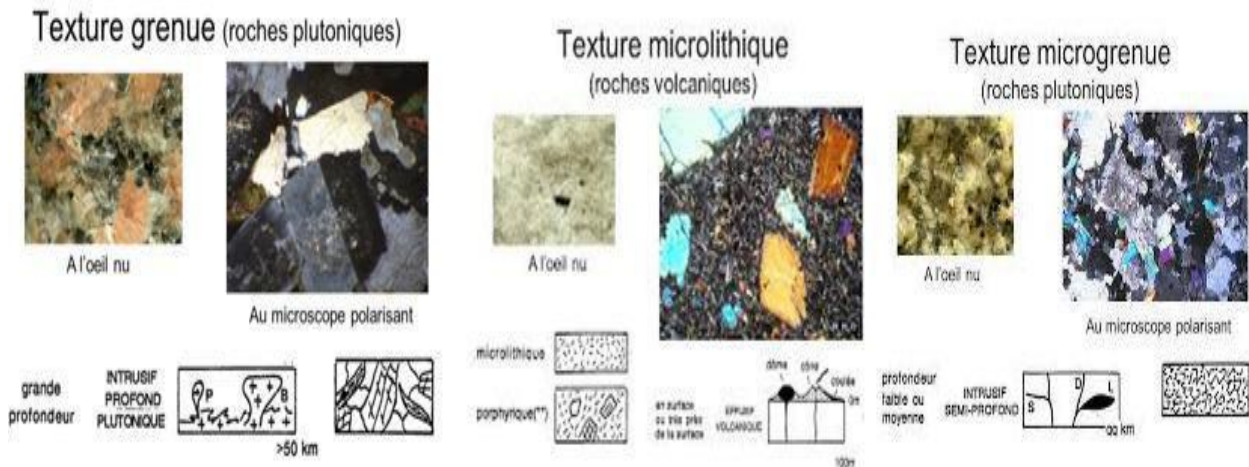 Texture grenue (roches plutoniques)
A l'oeil nu
Au microscope polarisant
grande
profondeur
INTRUSIF
PROFOND
PLUTONIQUE
P
B
>50 km
Texture microlithique
(roches volcaniques)
A l'oeil nu
microlithique
porphyrique(**)
en surface
ou très près
de la surface
EFFUSIF
VOLCANIQUE
dôme
cône
coulée
0m
100m
Texture microgrenue
(roches plutoniques)
A l'oeil nu
Au microscope polarisant
profondeur
faible ou
moyenne
INTRUSIF
SEMI-PROFOND
S
D
L
qq km